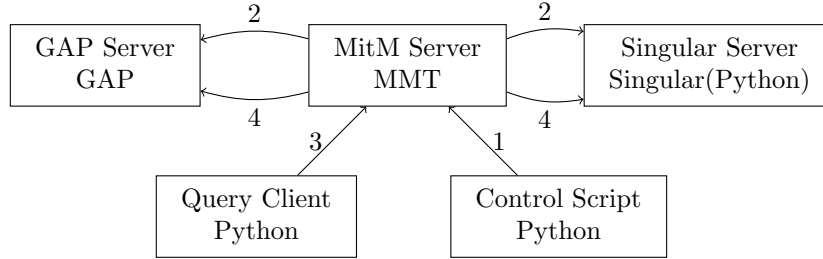 2
2
GAP Server
GAP
MitM Server
MMT
Singular Server
Singular(Python)
4
4
3
1
Query Client
Python
Control Script
Python